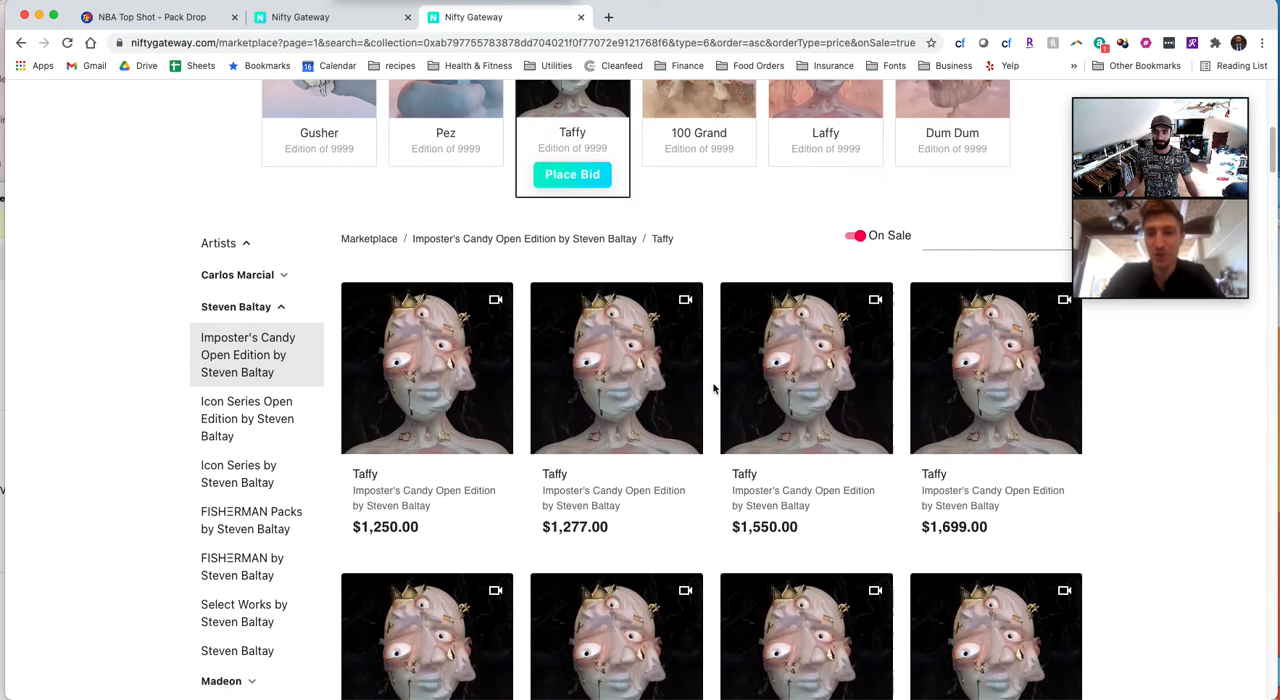 NBA Top Shot - Pack Drop
Nifty Gateway
Nifty Gateway
niftygateway.com/marketplace?page=1&search=&collection=0xab797755783878dd704021f0f77072e9121768f6&type=6&order=asc&orderType=price&onSale=true
Apps Gmail Drive Sheets Bookmarks Calendar recipes Health & Fitness Utilities Cleanfeed Finance Food Orders Insurance Fonts Business Yelp » Other Bookmarks Reading List
Gusher Pez Taffy 100 Grand Laffy Dum Dum
Edition of 9999 Edition of 9999 Edition of 9999 Edition of 9999 Edition of 9999 Edition of 9999
Place Bid
Artists
Marketplace / Imposter's Candy Open Edition by Steven Baltay / Taffy
On Sale
Carlos Marcial
Steven Baltay
Imposter's Candy
Open Edition by
Steven Baltay
Icon Series Open
Edition by Steven
Baltay
Icon Series by
Steven Baltay
FISHΞRMAN Packs
by Steven Baltay
FISHΞRMAN by
Steven Baltay
Select Works by
Steven Baltay
Steven Baltay
Madeon
Taffy Taffy Taffy Taffy
Imposter's Candy Open Edition Imposter's Candy Open Edition Imposter's Candy Open Edition Imposter's Candy Open Edition
by Steven Baltay by Steven Baltay by Steven Baltay by Steven Baltay
$1,250.00 $1,277.00 $1,550.00 $1,699.00